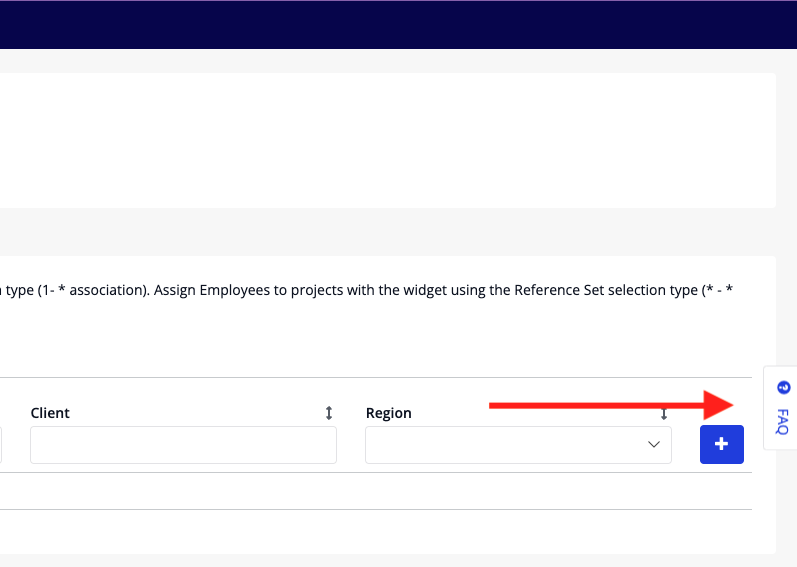 type (1- * association). Assign Employees to projects with the widget using the Reference Set selection type (* - *
Client
Region
FAQ